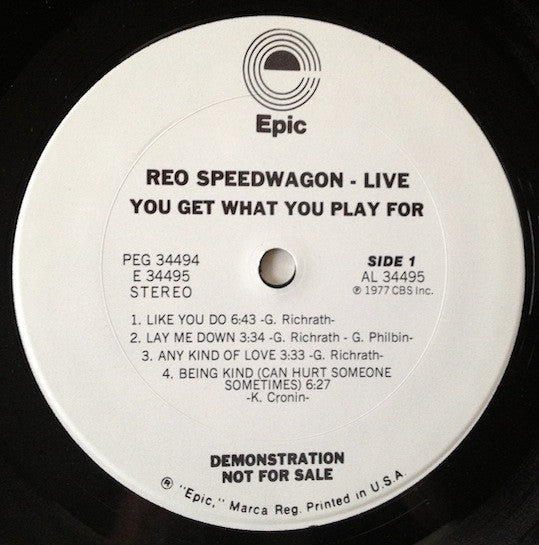 Epic
REO SPEEDWAGON - LIVE
YOU GET WHAT YOU PLAY FOR
PEG 34494
E 34495
STEREO
SIDE 1
AL 34495
℗ 1977 CBS Inc.
1. LIKE YOU DO 6:43 -G. Richrath-
2. LAY ME DOWN 3:34 -G. Richrath - G. Philbin-
3. ANY KIND OF LOVE 3:33 -G. Richrath-
4. BEING KIND (CAN HURT SOMEONE
SOMETIMES) 6:27
-K. Cronin-
DEMONSTRATION
NOT FOR SALE
® "Epic," Marca Reg. Printed in U.S.A.